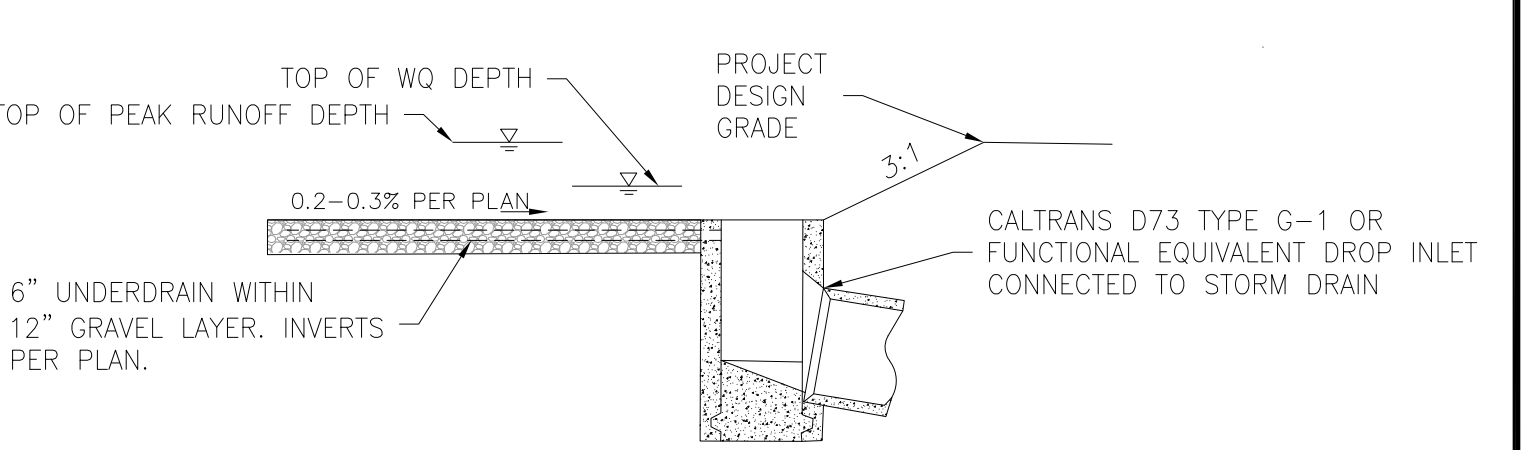 PROJECT
DESIGN
GRADE
TOP OF WQ DEPTH
TOP OF PEAK RUNOFF DEPTH
3:1
0.2-0.3% PER PLAN
CALTRANS D73 TYPE G-1 OR
FUNCTIONAL EQUIVALENT DROP INLET
CONNECTED TO STORM DRAIN
6" UNDERDRAIN WITHIN
12" GRAVEL LAYER. INVERTS
PER PLAN.